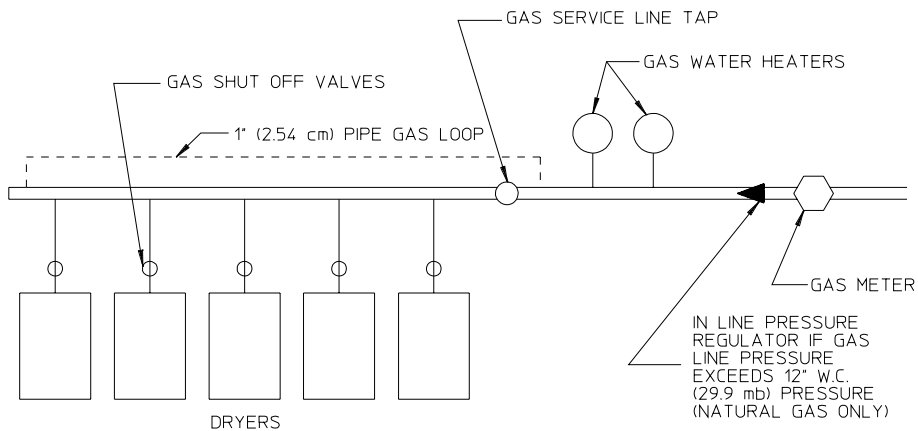 GAS SERVICE LINE TAP
GAS WATER HEATERS
GAS SHUT OFF VALVES
1" (2.54 cm) PIPE GAS LOOP
GAS METER
IN LINE PRESSURE
REGULATOR IF GAS
LINE PRESSURE
EXCEEDS 12" W.C.
(29.9 mb) PRESSURE
(NATURAL GAS ONLY)
DRYERS